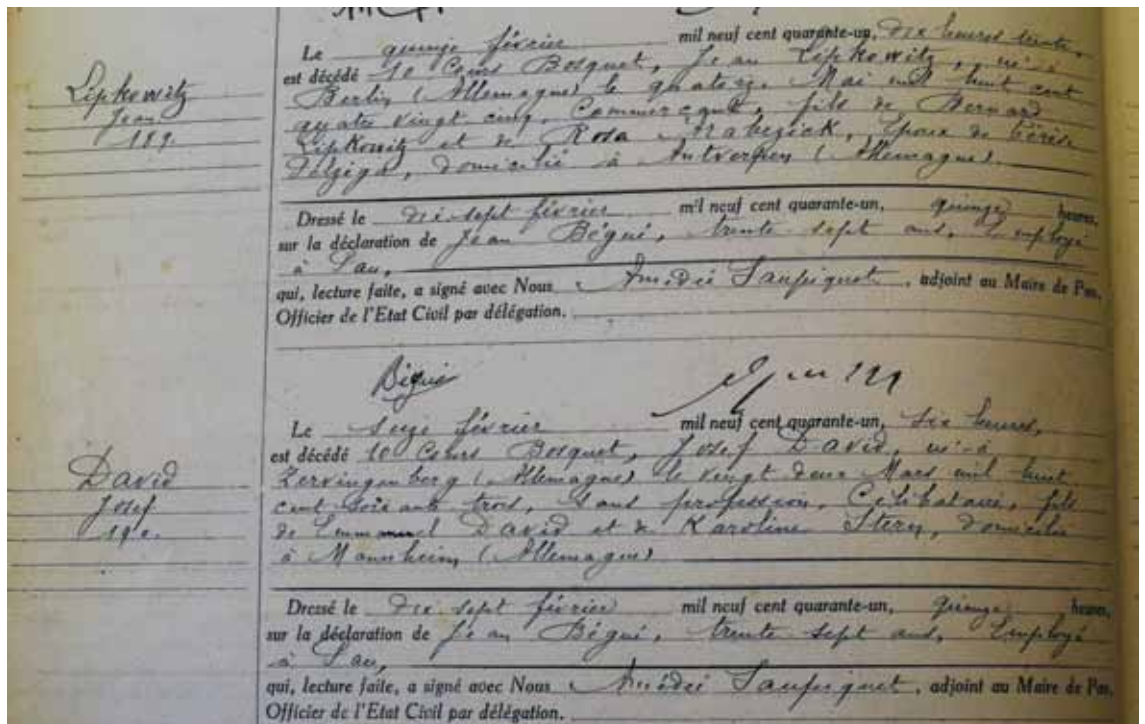 Lipkowitz
Jean
189.
Le quinze février mil neuf cent quarante-un, dix heures trente,
est décédé 10 Cours Bosquet, Jean Lipkowitz, né à
Berlin (Allemagne) le quatorze Mai mil huit cent
quatre vingt cinq, Commerçant, fils de Bernard
Lipkowitz et de Rosa, Époux de
domicilié à Antverpen (Allemagne).
Dressé le dix-sept février mil neuf cent quarante-un, quinze heures,
sur la déclaration de Jean Bégué, trente sept ans, employé
à Pau,
qui, lecture faite, a signé avec Nous Amédée Saupiquet, adjoint au Maire de Pau,
Officier de l'Etat Civil par délégation.
Bégué
David
Josef
190.
Le seize février mil neuf cent quarante-un, six heures,
est décédé 10 Cours Bosquet, Josef David, né à
(Allemagne) le vingt deux Mars mil huit
cent soixante trois, sans profession, Célibataire, fils
de Emmanuel David et de Karoline Stern, domicilié
à Mannheim (Allemagne)
Dressé le dix sept février mil neuf cent quarante-un, quinze heures,
sur la déclaration de Jean Bégué, trente sept ans, Employé
à Pau,
qui, lecture faite, a signé avec Nous Amédée Saupiquet, adjoint au Maire de Pau,
Officier de l'Etat Civil par délégation.